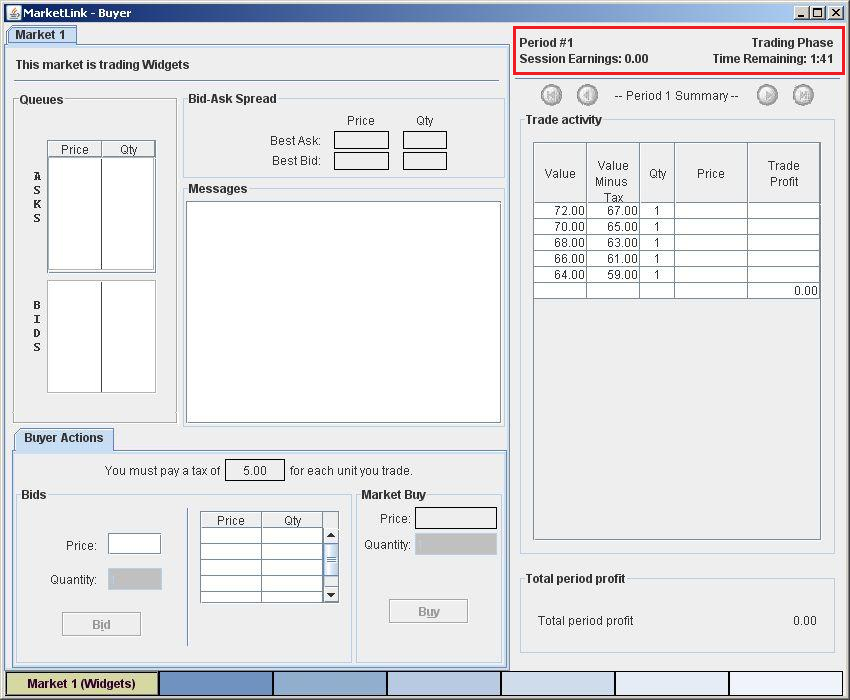 MarketLink - Buyer
Market 1
This market is trading Widgets
Period #1 Trading Phase
Session Earnings: 0.00 Time Remaining: 1:41
Queues
Price Qty
A
S
K
S
B
I
D
S
Bid-Ask Spread
Price Qty
Best Ask:
Best Bid:
Messages
-- Period 1 Summary --
Trade activity
Value Value Minus Tax Qty Price Trade Profit
72.00 67.00 1
70.00 65.00 1
68.00 63.00 1
66.00 61.00 1
64.00 59.00 1
0.00
Buyer Actions
You must pay a tax of 5.00 for each unit you trade.
Bids
Price:
Quantity:
Bid
Price Qty
Market Buy
Price:
Quantity:
Buy
Total period profit
Total period profit 0.00
Market 1 (Widgets)